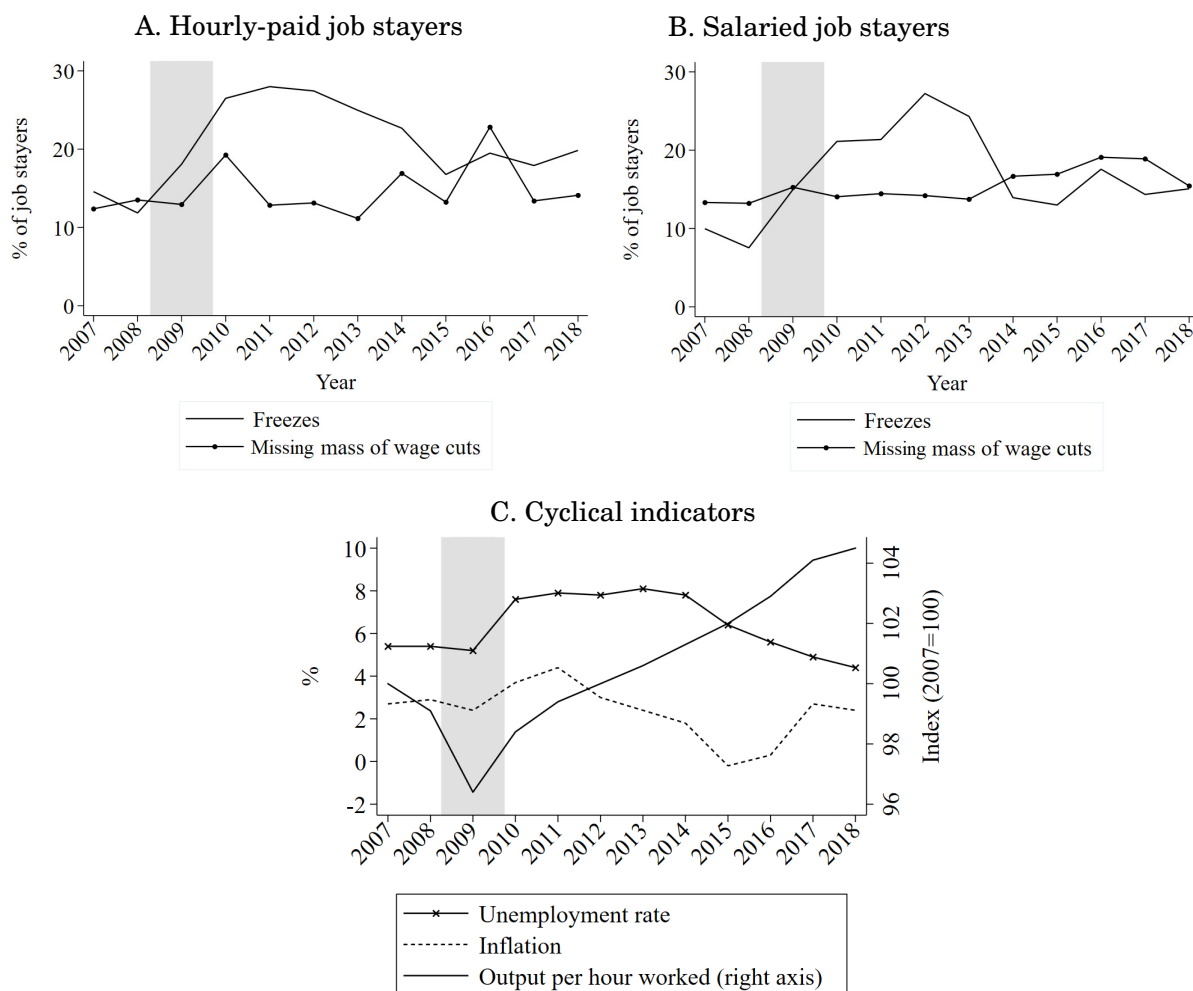 A. Hourly-paid job stayers
30
20
10
0
% of job stayers
2007 2008 2009 2010 2011 2012 2013 2014 2015 2016 2017 2018
Year
Freezes
Missing mass of wage cuts
B. Salaried job stayers
30
20
10
0
% of job stayers
2007 2008 2009 2010 2011 2012 2013 2014 2015 2016 2017 2018
Year
Freezes
Missing mass of wage cuts
C. Cyclical indicators
10
8
6
4
2
0
-2
%
104
102
100
98
96
Index (2007=100)
2007 2008 2009 2010 2011 2012 2013 2014 2015 2016 2017 2018
Unemployment rate
Inflation
Output per hour worked (right axis)